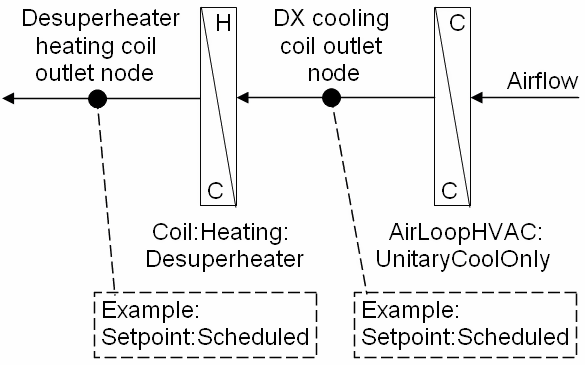 Desuperheater
heating coil
outlet node
H
C
DX cooling
coil outlet
node
C
C
Airflow
Coil:Heating:
Desuperheater
AirLoopHVAC:
UnitaryCoolOnly
Example:
Setpoint:Scheduled
Example:
Setpoint:Scheduled